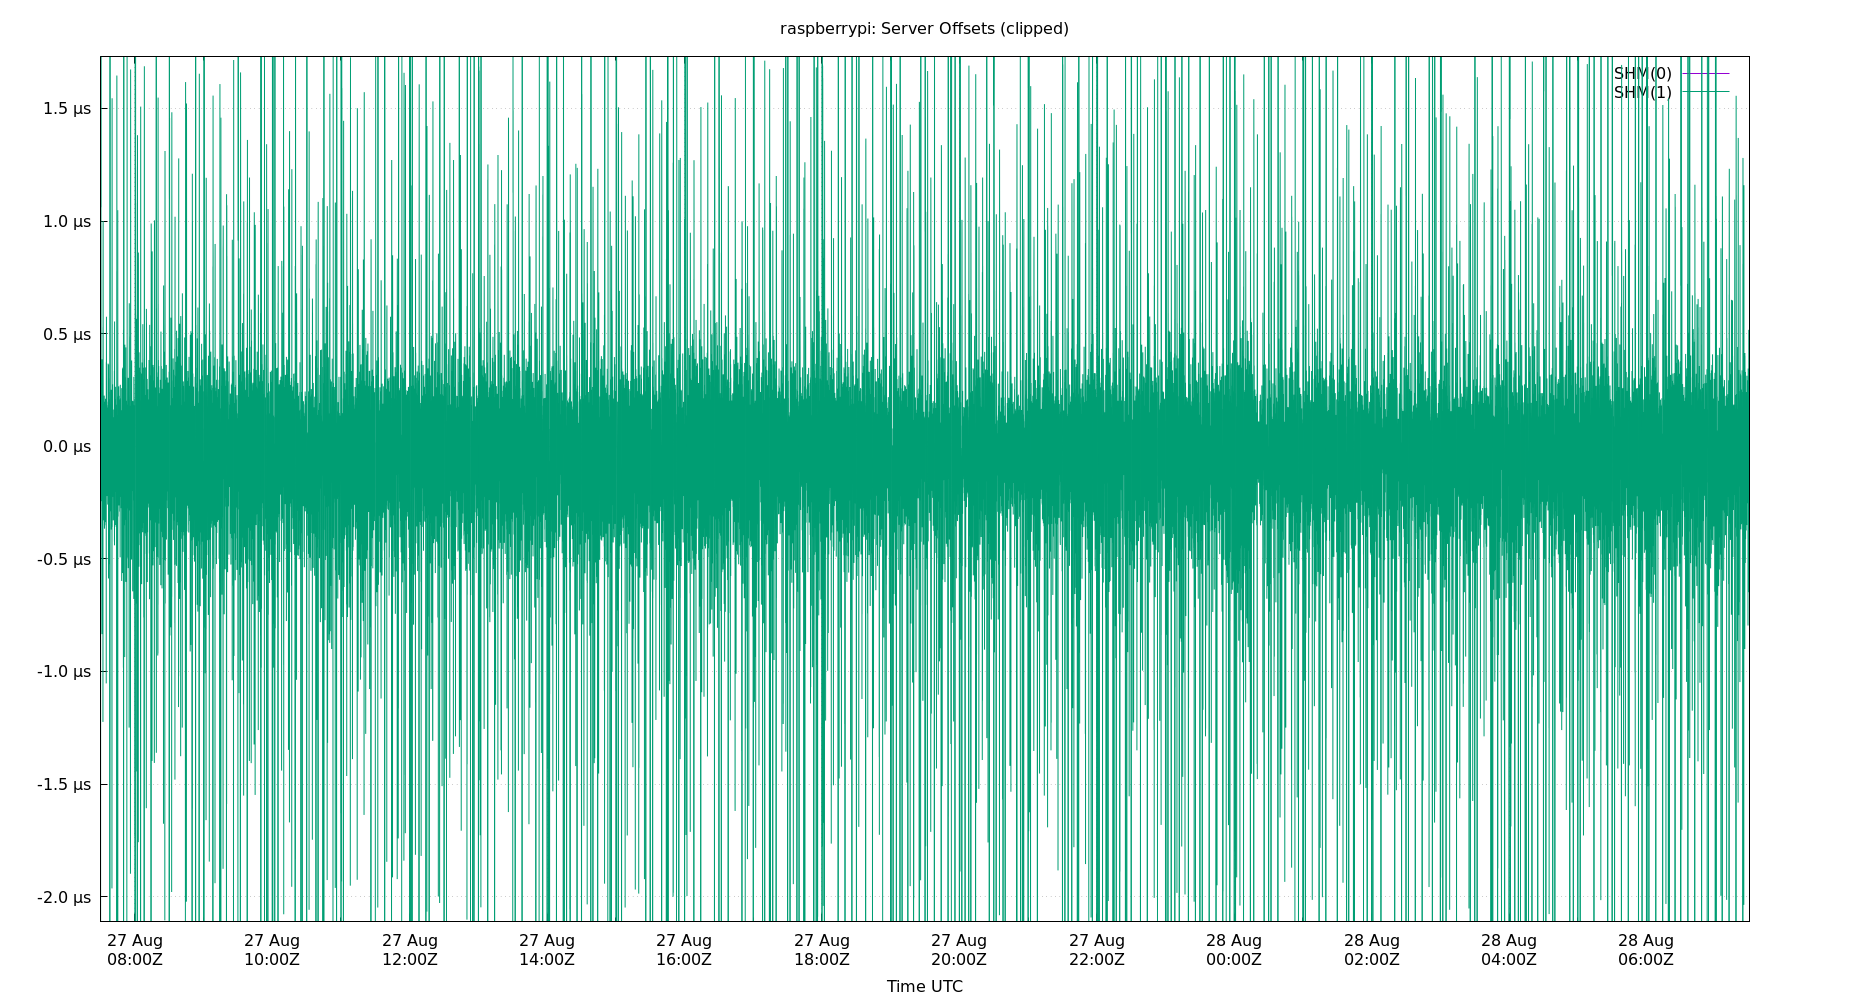 raspberrypi: Server Offsets (clipped)
SHM(0)
SHM(1)
1.5 µs
1.0 µs
0.5 µs
0.0 µs
-0.5 µs
-1.0 µs
-1.5 µs
-2.0 µs
27 Aug 27 Aug 27 Aug 27 Aug 27 Aug 27 Aug 27 Aug 27 Aug 28 Aug 28 Aug 28 Aug 28 Aug
08:00Z 10:00Z 12:00Z 14:00Z 16:00Z 18:00Z 20:00Z 22:00Z 00:00Z 02:00Z 04:00Z 06:00Z
Time UTC